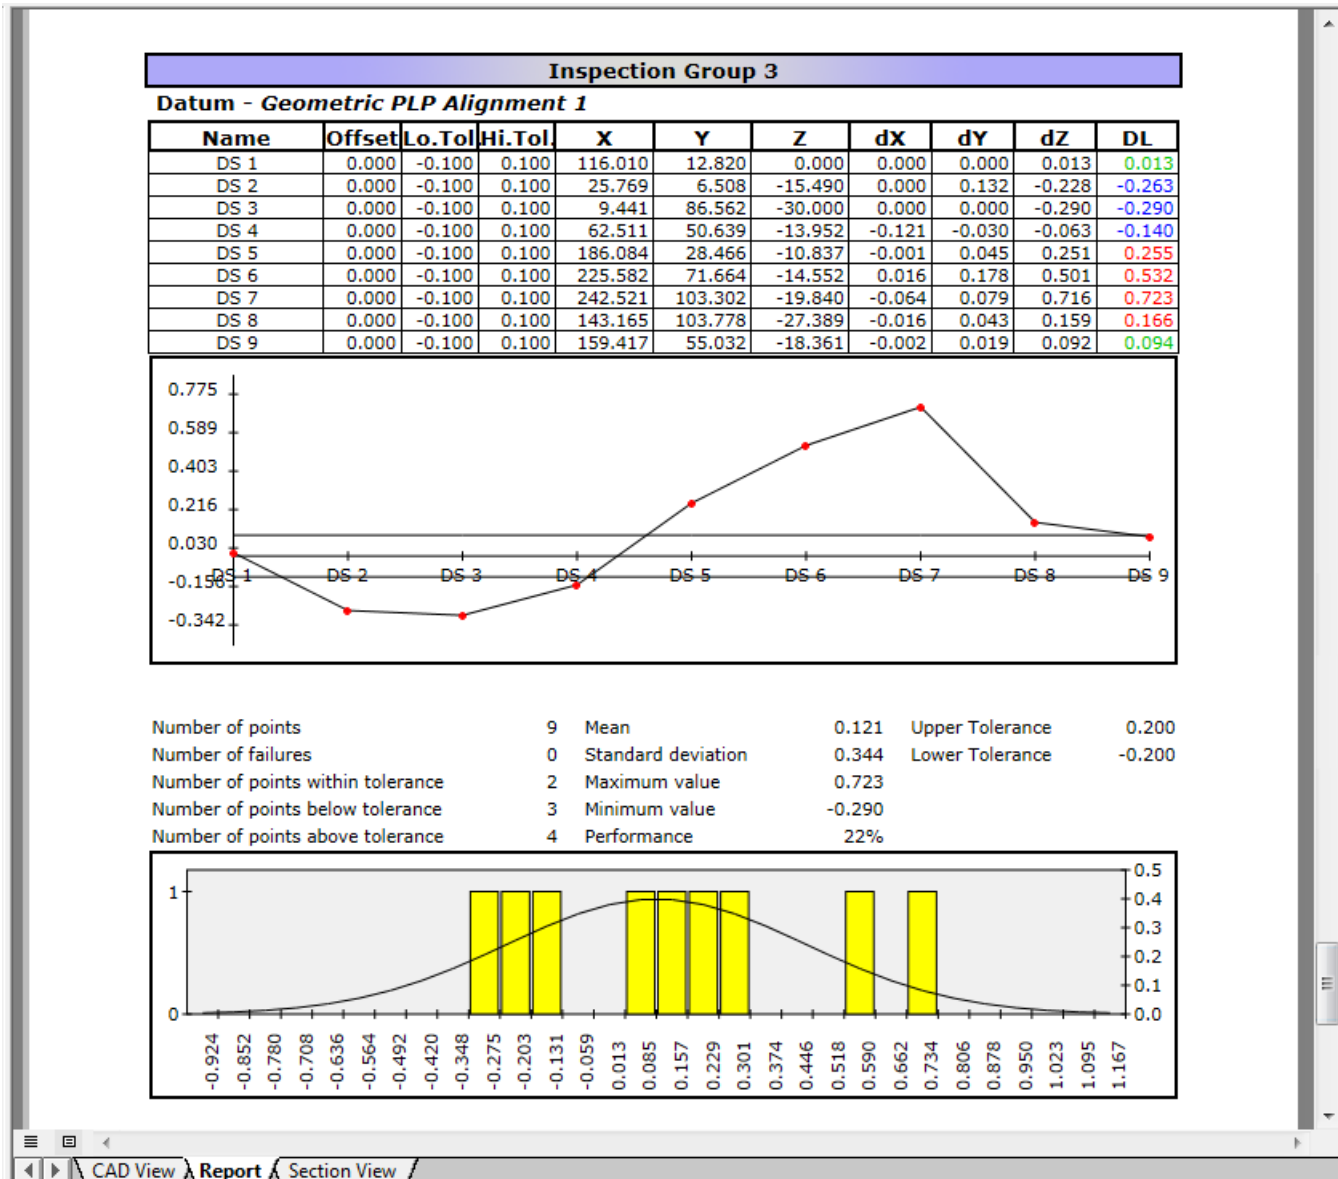 Inspection Group 3
Datum - Geometric PLP Alignment 1
Name Offset Lo.Tol. Hi.Tol. X Y Z dX dY dZ DL
DS 1 0.000 -0.100 0.100 116.010 12.820 0.000 0.000 0.000 0.013 0.013
DS 2 0.000 -0.100 0.100 25.769 6.508 -15.490 0.000 0.132 -0.228 -0.263
DS 3 0.000 -0.100 0.100 9.441 86.562 -30.000 0.000 0.000 -0.290 -0.290
DS 4 0.000 -0.100 0.100 62.511 50.639 -13.952 -0.121 -0.030 -0.063 -0.140
DS 5 0.000 -0.100 0.100 186.084 28.466 -10.837 -0.001 0.045 0.251 0.255
DS 6 0.000 -0.100 0.100 225.582 71.664 -14.552 0.016 0.178 0.501 0.532
DS 7 0.000 -0.100 0.100 242.521 103.302 -19.840 -0.064 0.079 0.716 0.723
DS 8 0.000 -0.100 0.100 143.165 103.778 -27.389 -0.016 0.043 0.159 0.166
DS 9 0.000 -0.100 0.100 159.417 55.032 -18.361 -0.002 0.019 0.092 0.094
0.775
0.589
0.403
0.216
0.030
-0.156 DS 1 DS 2 DS 3 DS 4 DS 5 DS 6 DS 7 DS 8 DS 9
-0.342
Number of points 9 Mean 0.121 Upper Tolerance 0.200
Number of failures 0 Standard deviation 0.344 Lower Tolerance -0.200
Number of points within tolerance 2 Maximum value 0.723
Number of points below tolerance 3 Minimum value -0.290
Number of points above tolerance 4 Performance 22%
0.5
1 0.4
0.3
0.2
0.1
0 0.0
-0.924 -0.852 -0.780 -0.708 -0.636 -0.564 -0.492 -0.420 -0.348 -0.275 -0.203 -0.131 -0.059 0.013 0.085 0.157 0.229 0.301 0.374 0.446 0.518 0.590 0.662 0.734 0.806 0.878 0.950 1.023 1.095 1.167
CAD View Report Section View